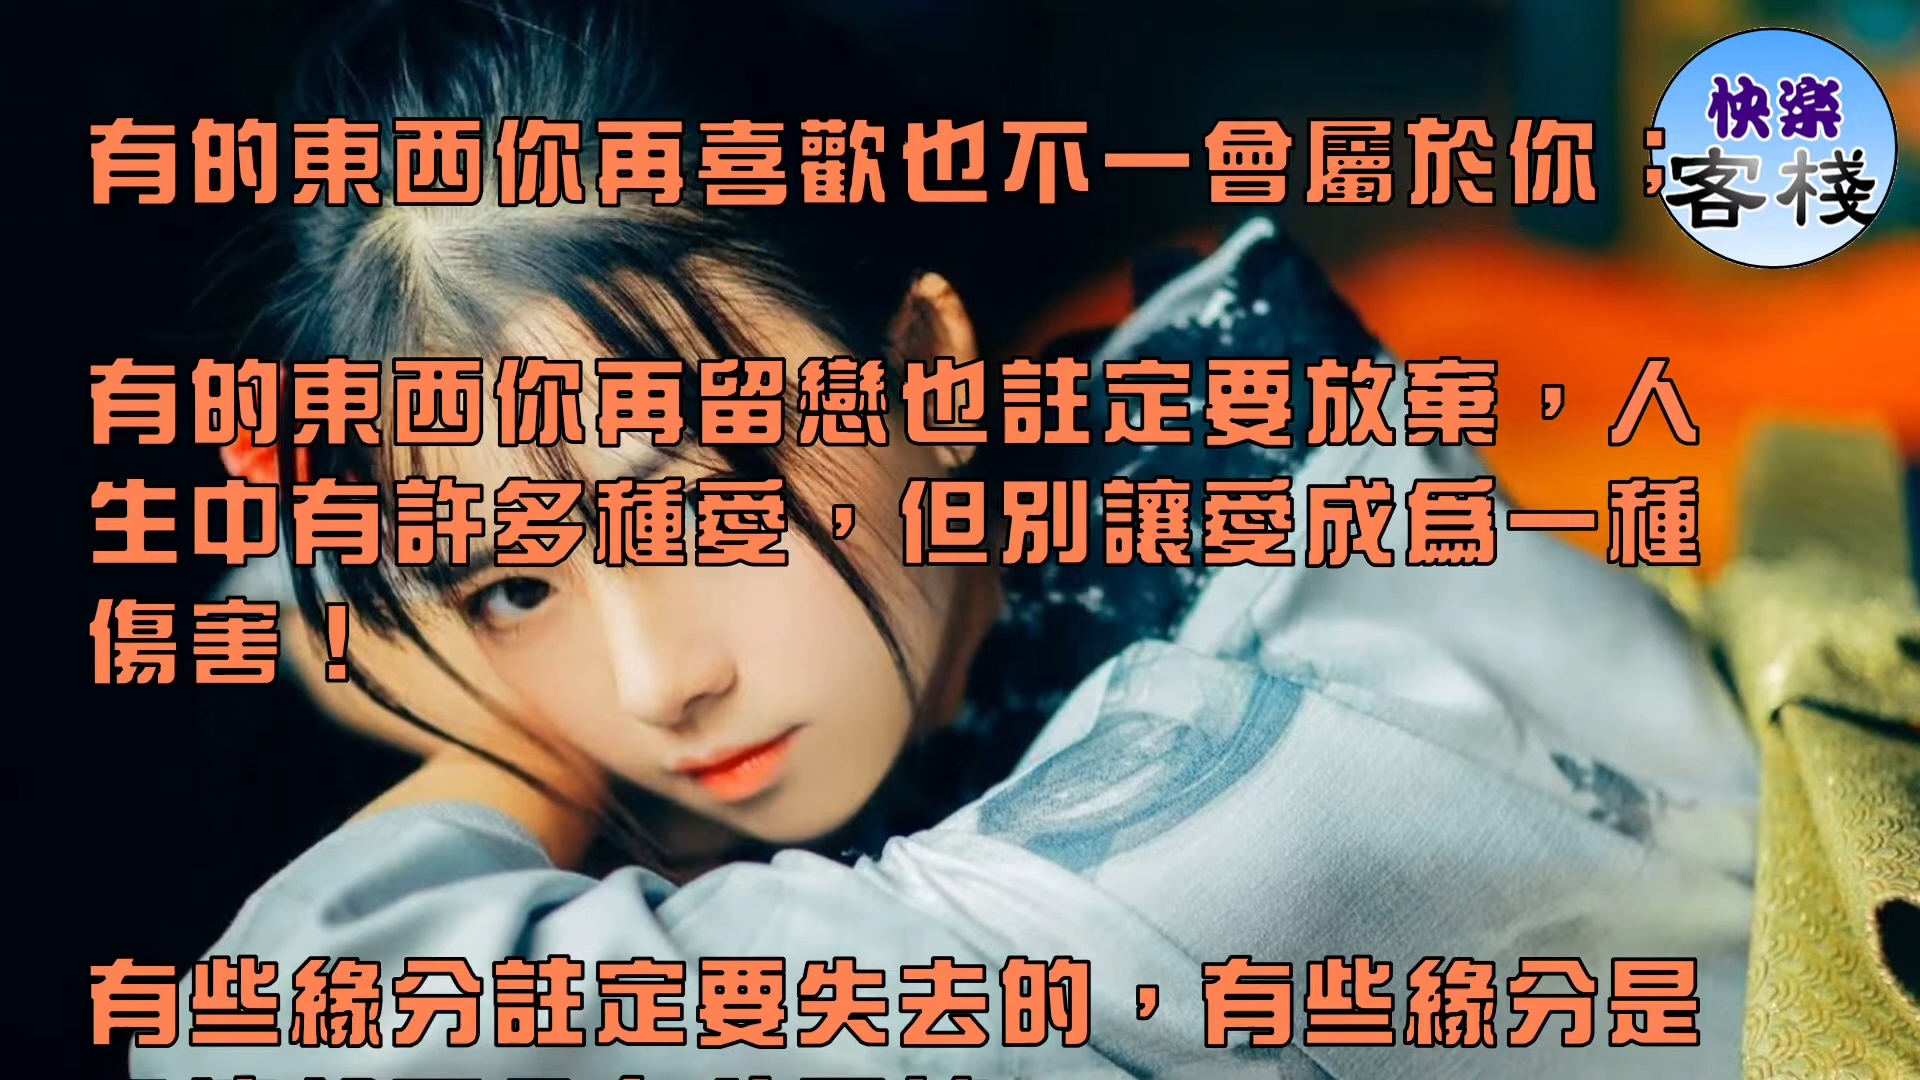 快樂
客棧
有的東西你再喜歡也不一會屬於你；
有的東西你再留戀也註定要放棄，人
生中有許多種愛，但別讓愛成為一種
傷害！
有些緣分註定要失去的，有些緣分是